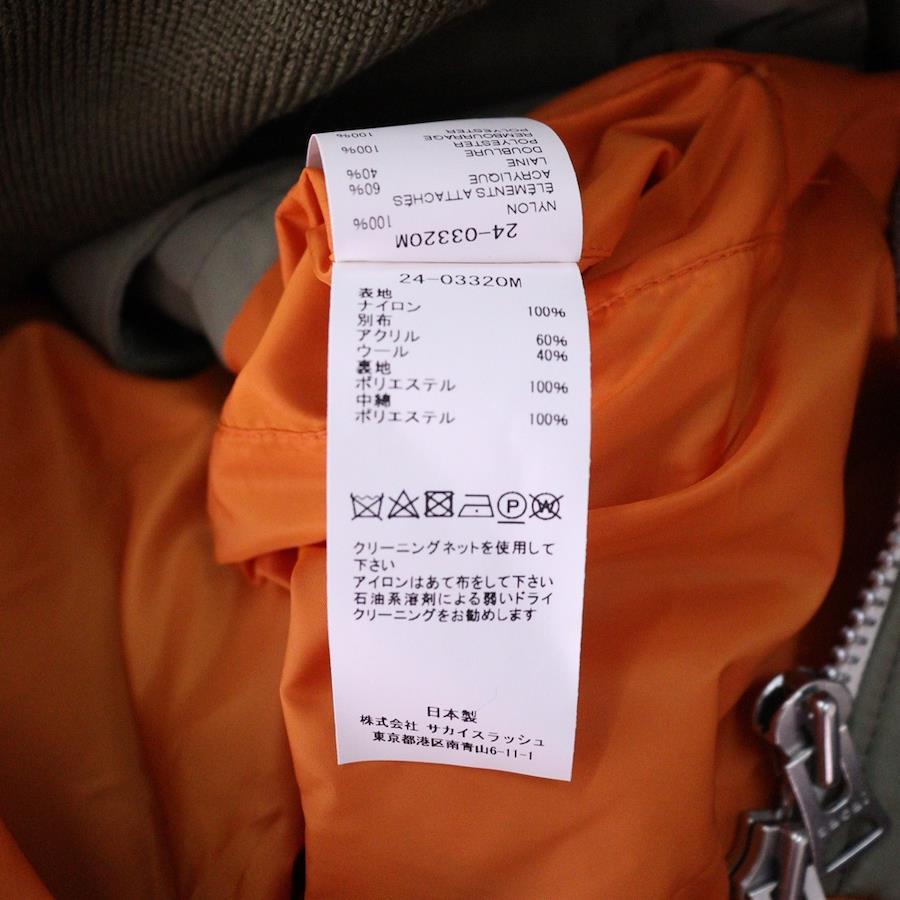 24-03320M
NYLON 100%
ÉLÉMENTS ATTACHÉS
ACRYLIQUE 60%
LAINE 40%
DOUBLURE
POLYESTER 100%
REMBOURRAGE
POLYESTER 100%
24-03320M
表地
ナイロン 100%
別布
アクリル 60%
ウール 40%
裏地
ポリエステル 100%
中綿
ポリエステル 100%
P W
クリーニングネットを使用して
下さい
アイロンはあて布をして下さい
石油系溶剤による弱いドライ
クリーニングをお勧めします
日本製
株式会社 サカイスラッシュ
東京都港区南青山6-11-1